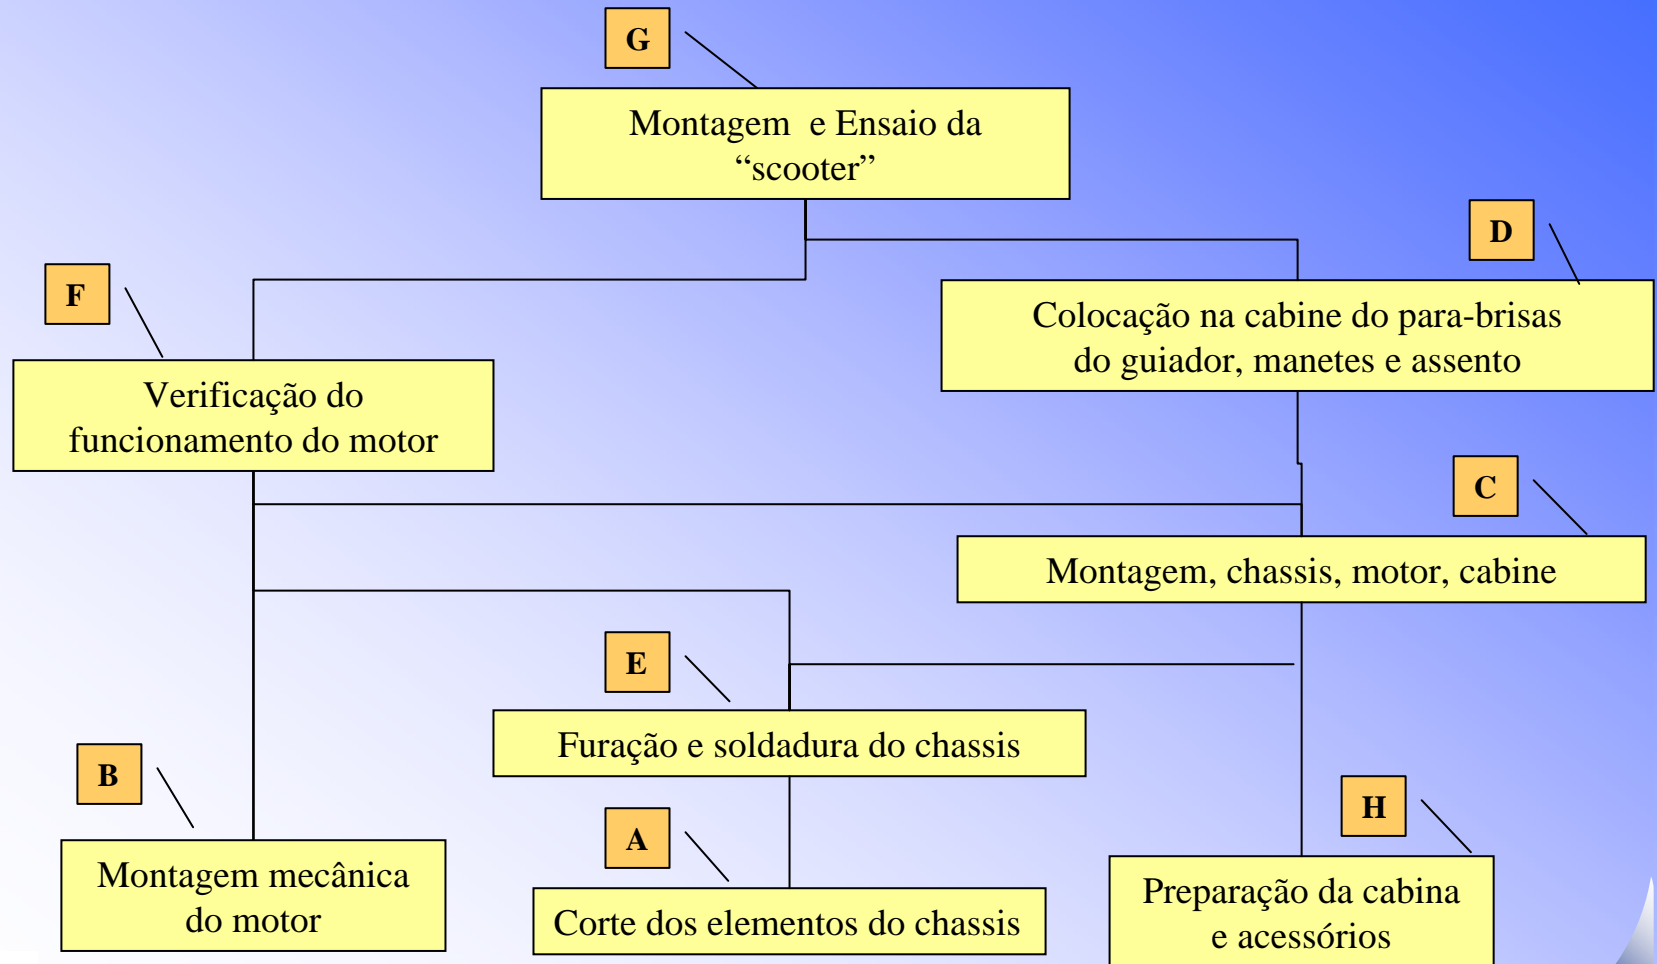 G
Montagem e Ensaio da
“scooter”
D
Colocação na cabine do para-brisas
do guiador, manetes e assento
F
Verificação do
funcionamento do motor
C
Montagem, chassis, motor, cabine
E
Furação e soldadura do chassis
B
Montagem mecânica
do motor
A
Corte dos elementos do chassis
H
Preparação da cabina
e acessórios